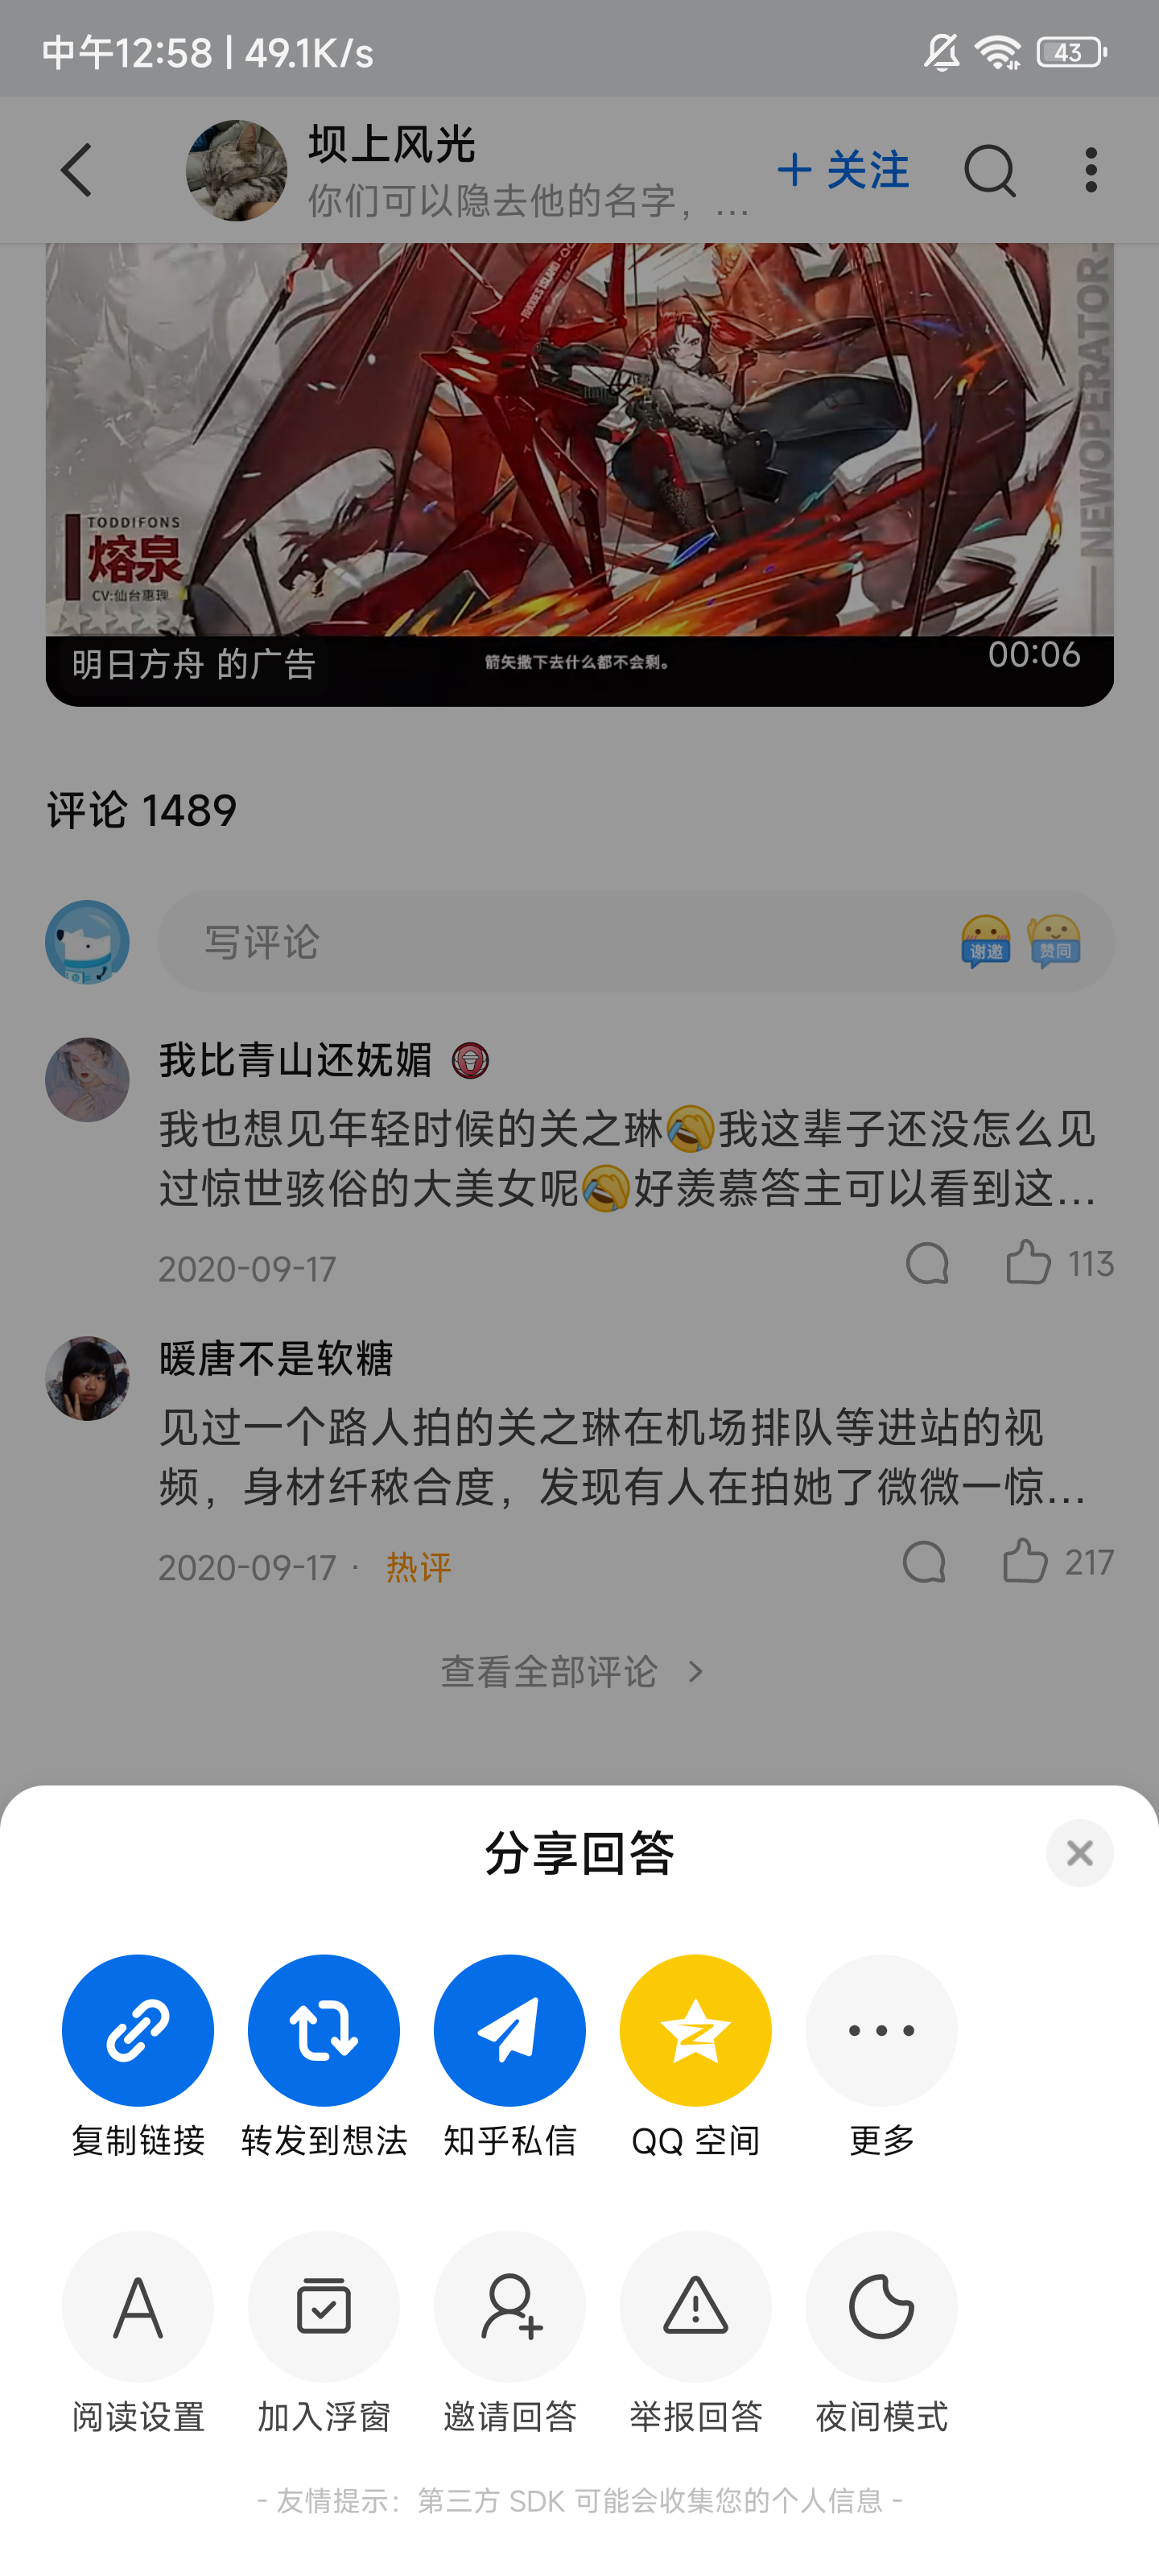 中午12:58 | 49.1K/s
43
坝上风光
你们可以隐去他的名字，...
+ 关注
RHODES ISLAND
NEWOPERATOR
TODDIFONS
熔泉
CV:仙台惠理
明日方舟 的广告
箭矢撒下去什么都不会剩。
00:06
评论 1489
写评论
谢邀
赞同
我比青山还妩媚
我也想见年轻时候的关之琳🤣我这辈子还没怎么见
过惊世骇俗的大美女呢🤣好羡慕答主可以看到这...
2020-09-17
113
暖唐不是软糖
见过一个路人拍的关之琳在机场排队等进站的视
频，身材纤秾合度，发现有人在拍她了微微一惊...
2020-09-17 · 热评
217
查看全部评论 >
分享回答
复制链接
转发到想法
知乎私信
QQ 空间
更多
阅读设置
加入浮窗
邀请回答
举报回答
夜间模式
- 友情提示：第三方 SDK 可能会收集您的个人信息 -